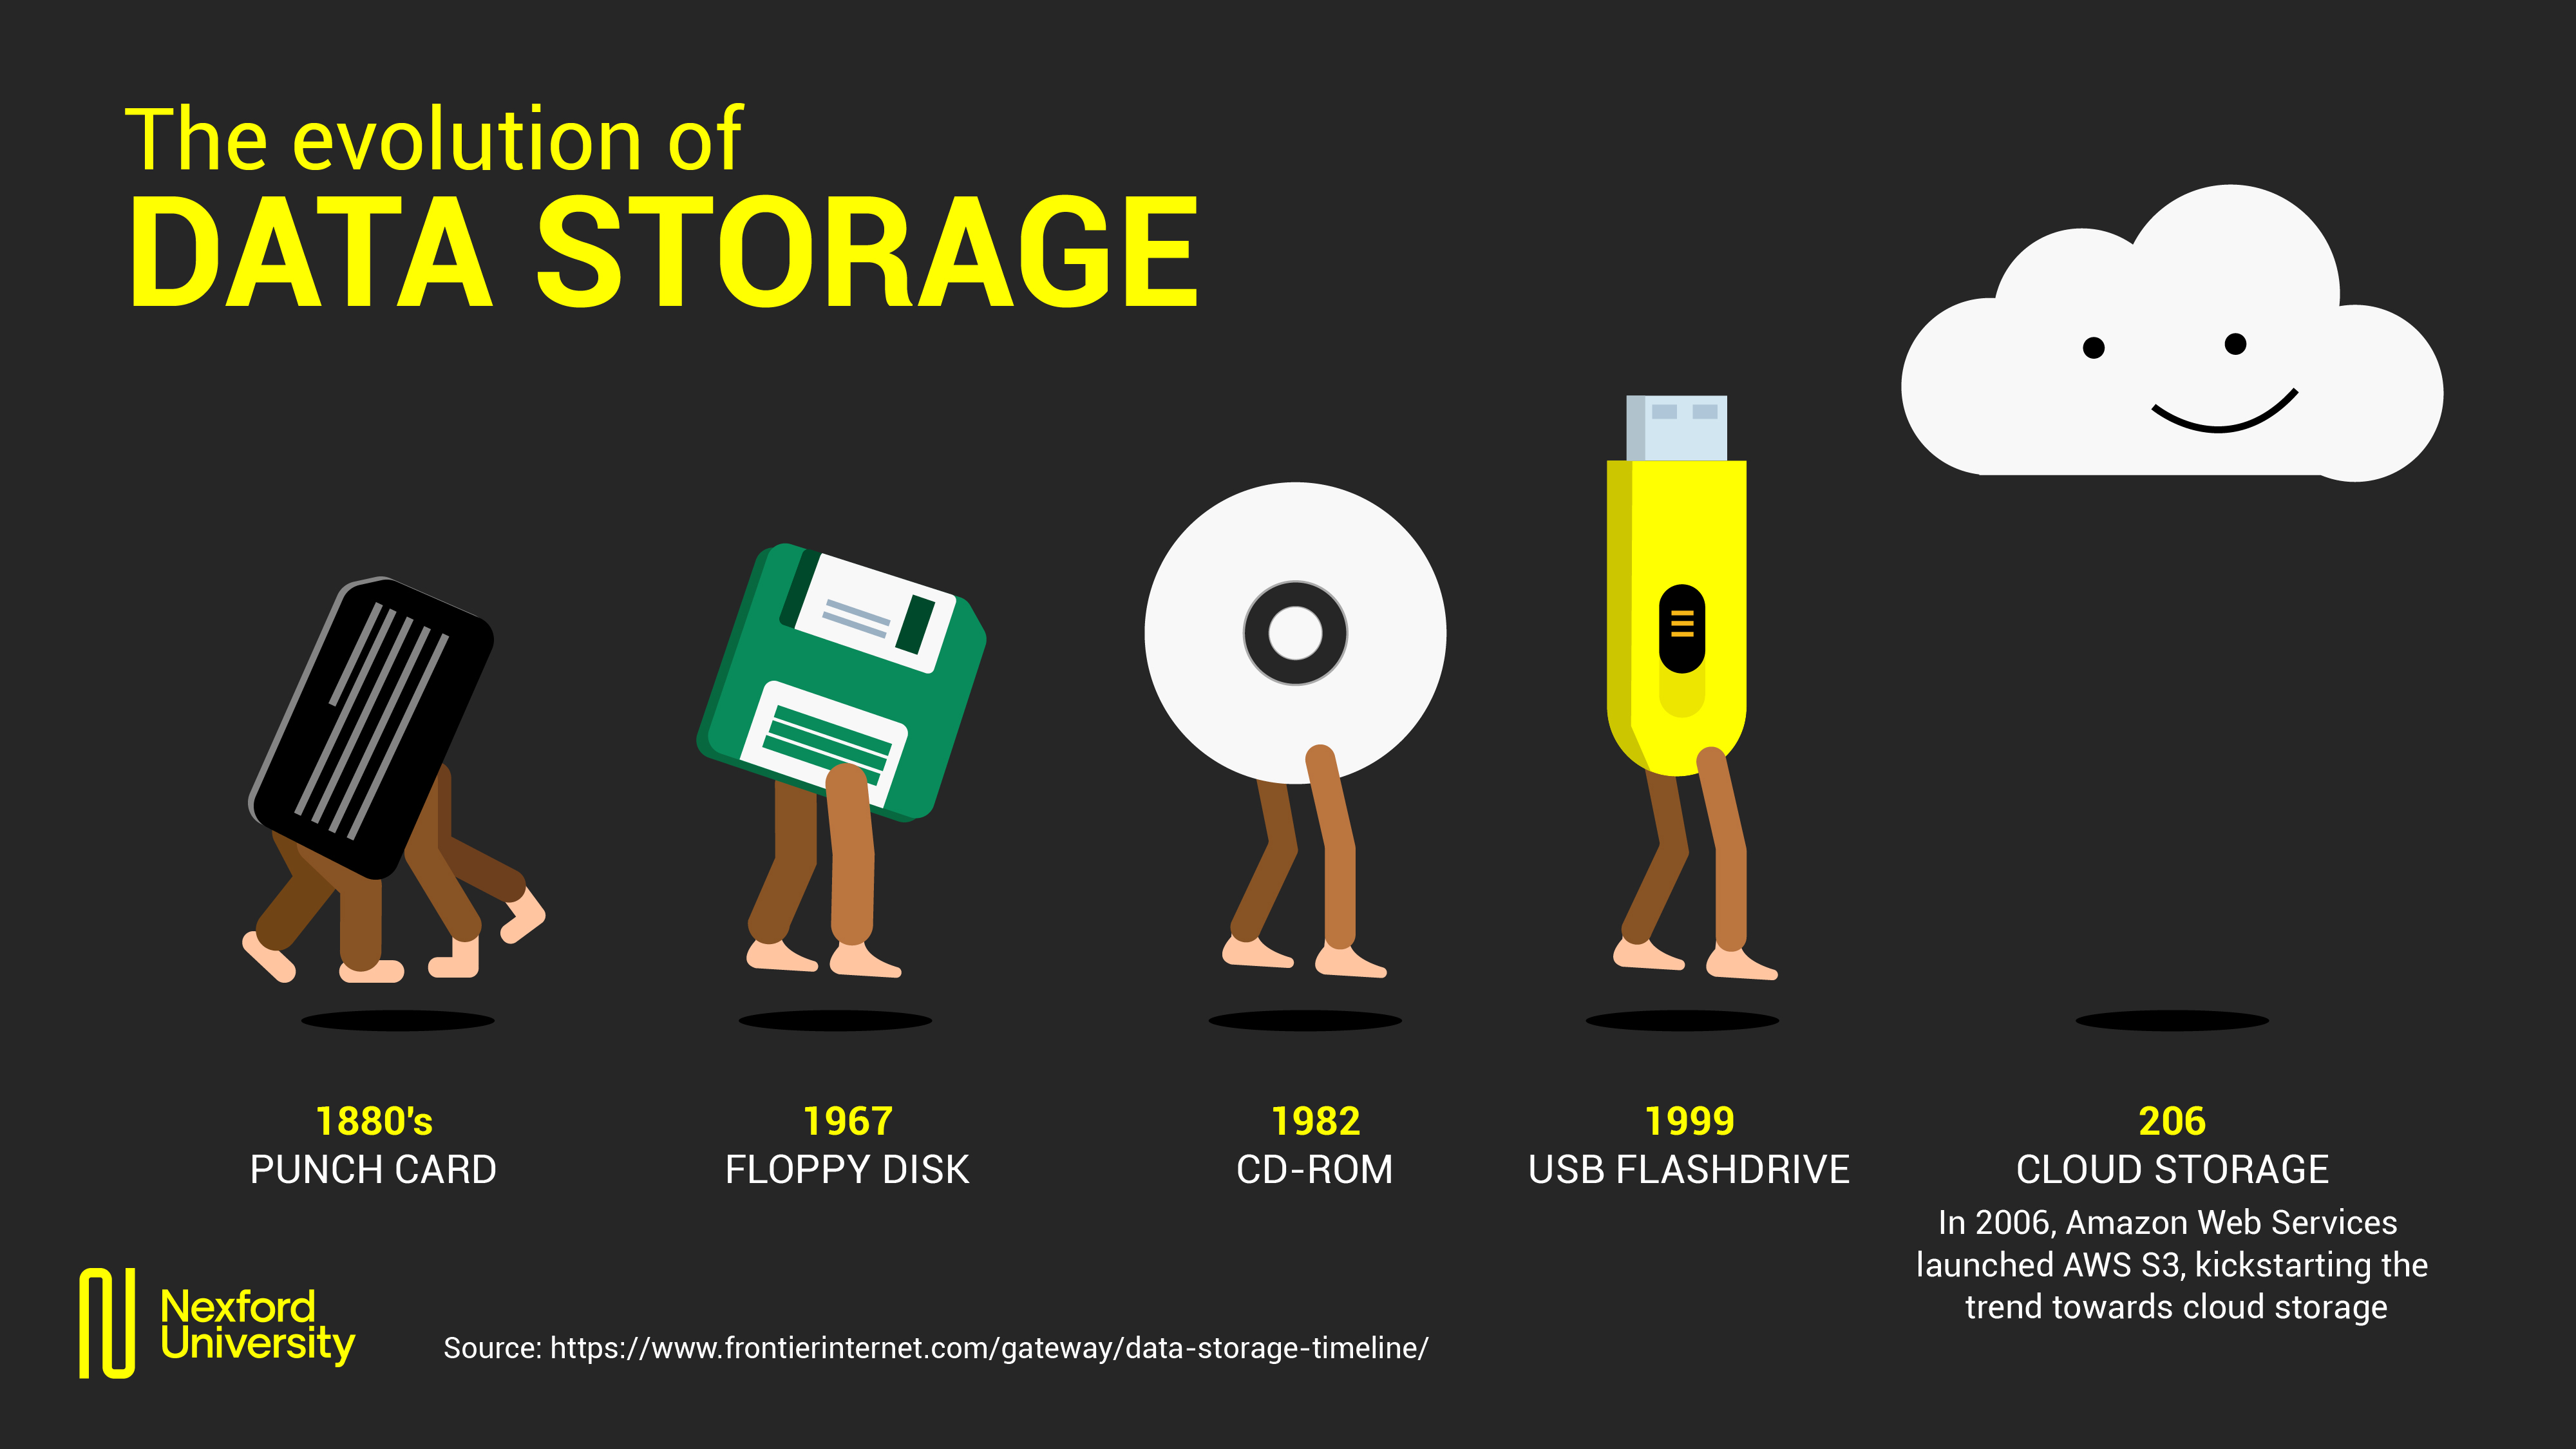 The evolution of
DATA STORAGE
1880's
PUNCH CARD
1967
FLOPPY DISK
1982
CD-ROM
1999
USB FLASHDRIVE
206
CLOUD STORAGE
In 2006, Amazon Web Services
launched AWS S3, kickstarting the
trend towards cloud storage
Nexford
University
Source: https://www.frontierinternet.com/gateway/data-storage-timeline/